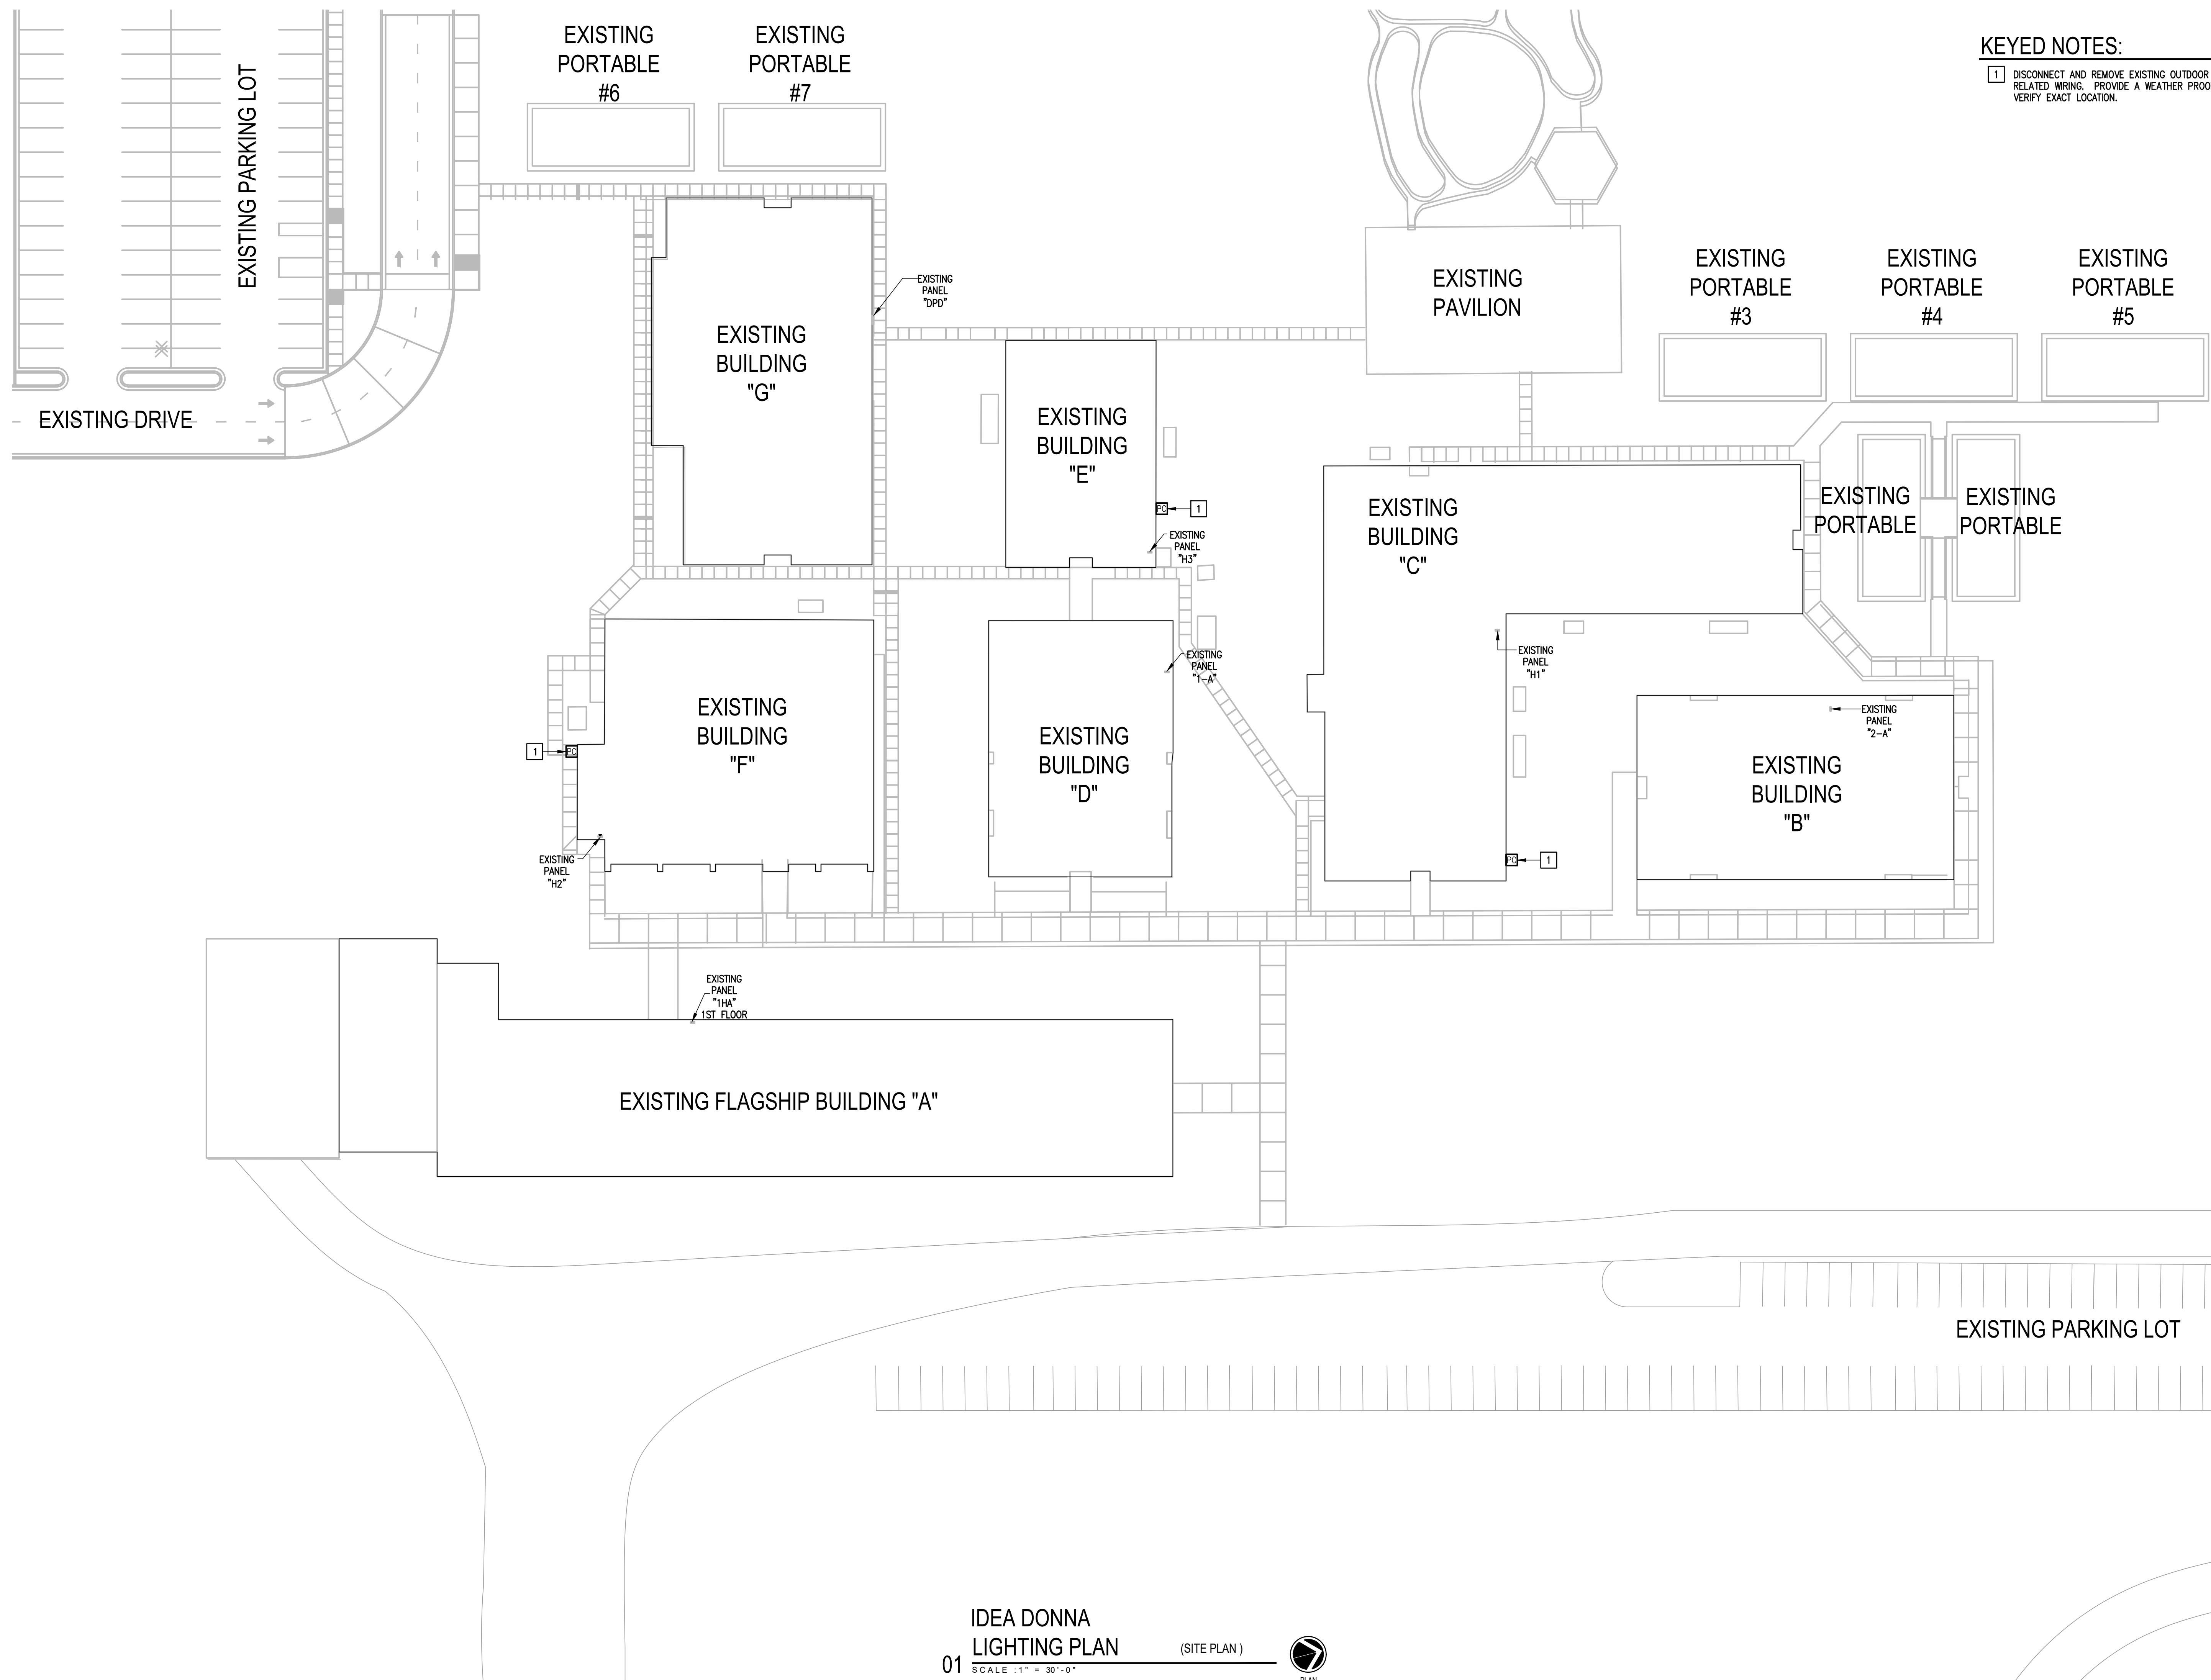 EXISTING
PORTABLE
#6
EXISTING
PORTABLE
#7
KEYED NOTES:
1 DISCONNECT AND REMOVE EXISTING OUTDOOR
RELATED WIRING. PROVIDE A WEATHER PROO
VERIFY EXACT LOCATION.
EXISTING PARKING LOT
EXISTING
PANEL
"DPD"
EXISTING
PAVILION
EXISTING
PORTABLE
#3
EXISTING
PORTABLE
#4
EXISTING
PORTABLE
#5
EXISTING
BUILDING
"G"
EXISTING DRIVE
EXISTING
BUILDING
"E"
PC
1
EXISTING
PANEL
"H3"
EXISTING
BUILDING
"C"
EXISTING
PORTABLE
EXISTING
PORTABLE
EXISTING
PANEL
"1-A"
EXISTING
PANEL
"H1"
EXISTING
BUILDING
"F"
1
PC
EXISTING
BUILDING
"D"
EXISTING
PANEL
"2-A"
EXISTING
BUILDING
"B"
EXISTING
PANEL
"H2"
PC
1
EXISTING
PANEL
"1HA"
1ST FLOOR
EXISTING FLAGSHIP BUILDING "A"
EXISTING PARKING LOT
IDEA DONNA
01 LIGHTING PLAN (SITE PLAN )
SCALE :1" = 30'-0"
PLAN